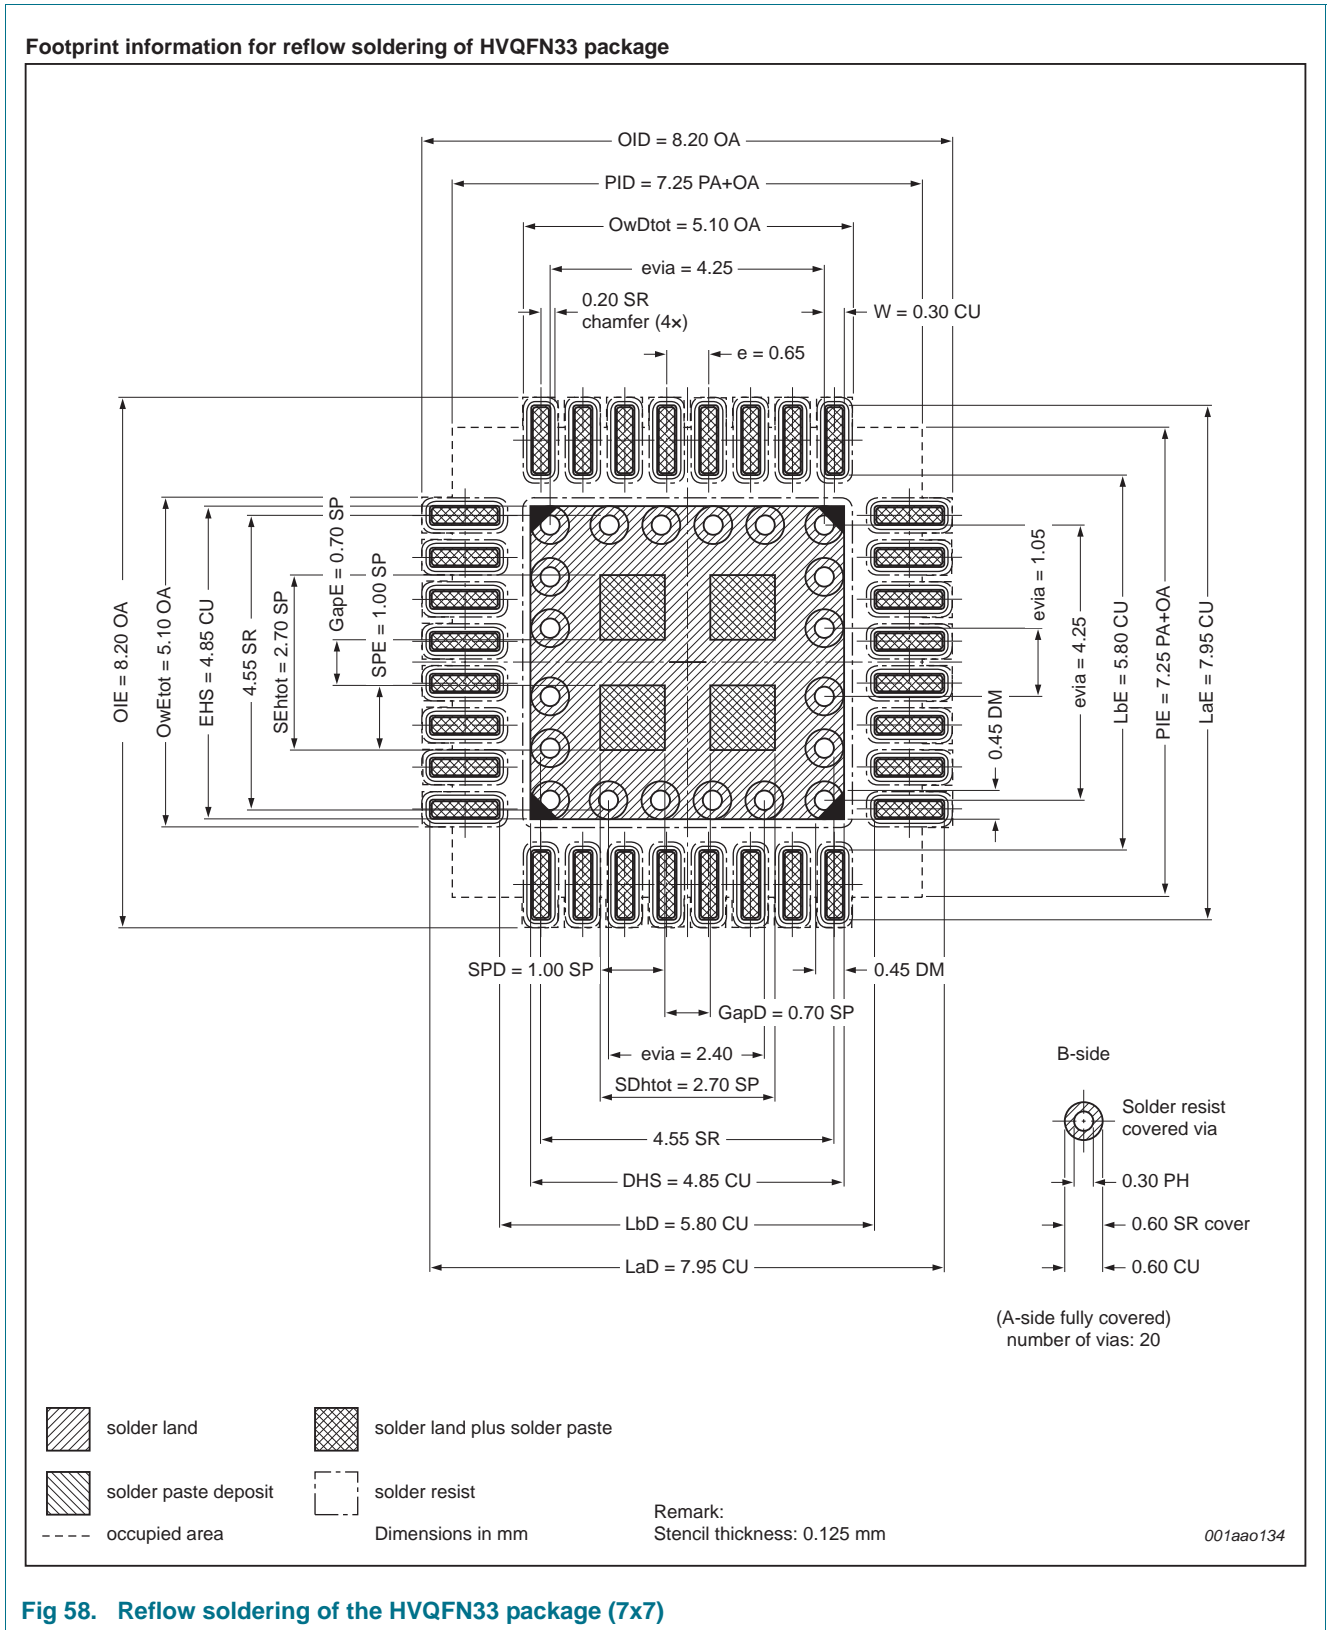 Footprint information for reflow soldering of HVQFN33 package
OID = 8.20 OA
PID = 7.25 PA+OA
OwDtot = 5.10 OA
evia = 4.25
0.20 SR
chamfer (4×)
W = 0.30 CU
e = 0.65
OIE = 8.20 OA
OwEtot = 5.10 OA
EHS = 4.85 CU
4.55 SR
SEhtot = 2.70 SP
GapE = 0.70 SP
SPE = 1.00 SP
evia = 1.05
0.45 DM
evia = 4.25
LbE = 5.80 CU
PIE = 7.25 PA+OA
LaE = 7.95 CU
SPD = 1.00 SP
0.45 DM
GapD = 0.70 SP
evia = 2.40
SDhtot = 2.70 SP
4.55 SR
DHS = 4.85 CU
LbD = 5.80 CU
LaD = 7.95 CU
B-side
Solder resist
covered via
0.30 PH
0.60 SR cover
0.60 CU
(A-side fully covered)
number of vias: 20
solder land
solder land plus solder paste
solder paste deposit
solder resist
occupied area
Dimensions in mm
Remark:
Stencil thickness: 0.125 mm
001aao134
Fig 58. Reflow soldering of the HVQFN33 package (7x7)